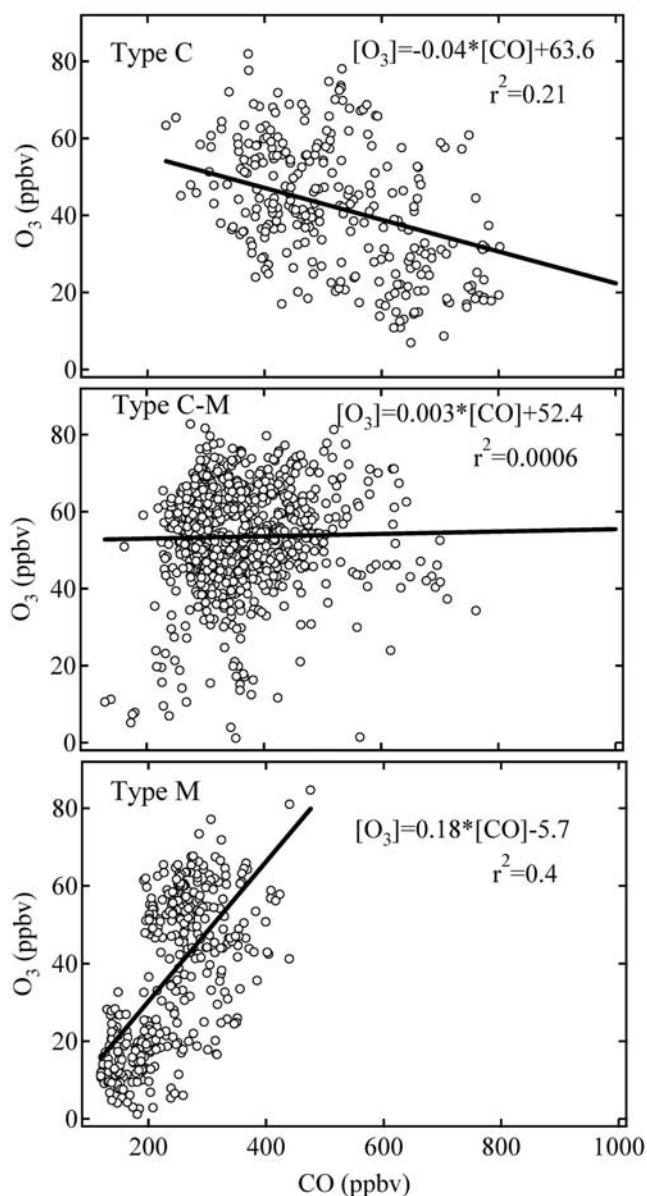 Type C
[O₃]=-0.04*[CO]+63.6
r²=0.21
80
60
40
20
0
O₃ (ppbv)
Type C-M
[O₃]=0.003*[CO]+52.4
r²=0.0006
80
60
40
20
0
O₃ (ppbv)
Type M
[O₃]=0.18*[CO]-5.7
r²=0.4
80
60
40
20
0
O₃ (ppbv)
200 400 600 800 1000
CO (ppbv)